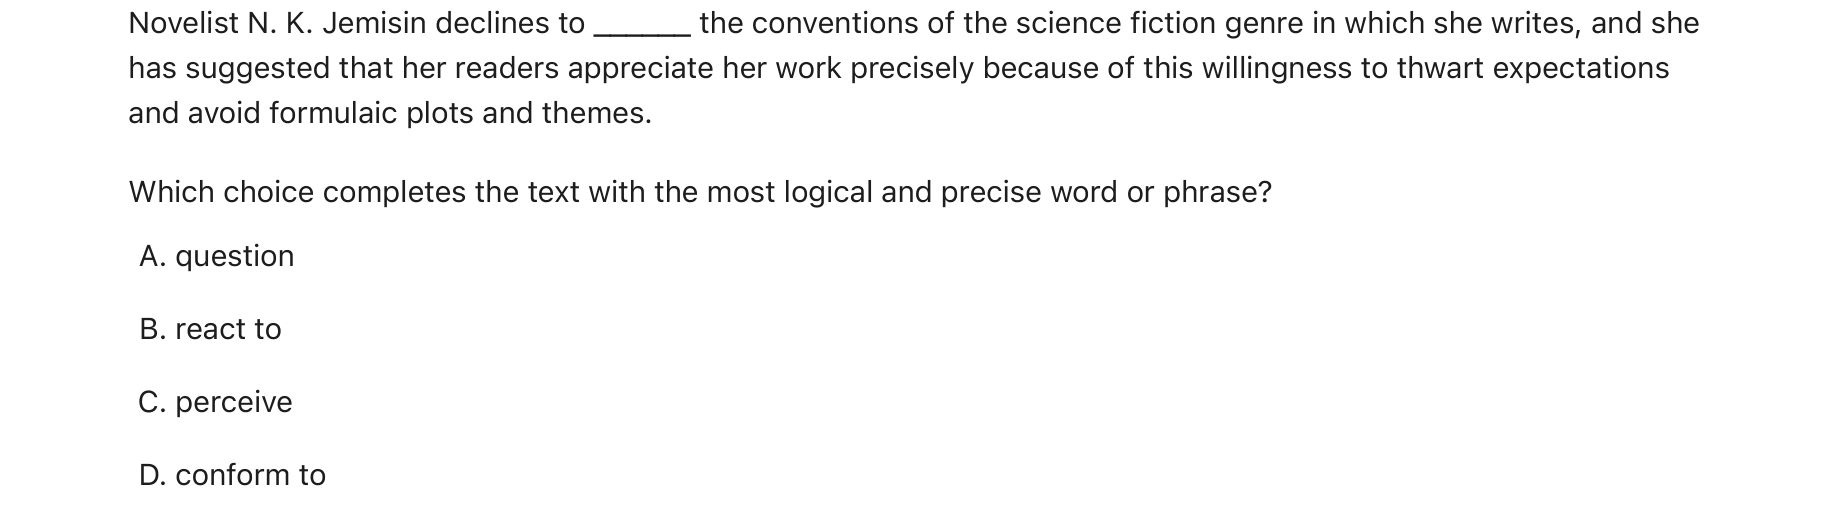 Novelist N. K. Jemisin declines to ______ the conventions of the science fiction genre in which she writes, and she
has suggested that her readers appreciate her work precisely because of this willingness to thwart expectations
and avoid formulaic plots and themes.
Which choice completes the text with the most logical and precise word or phrase?
A. question
B. react to
C. perceive
D. conform to